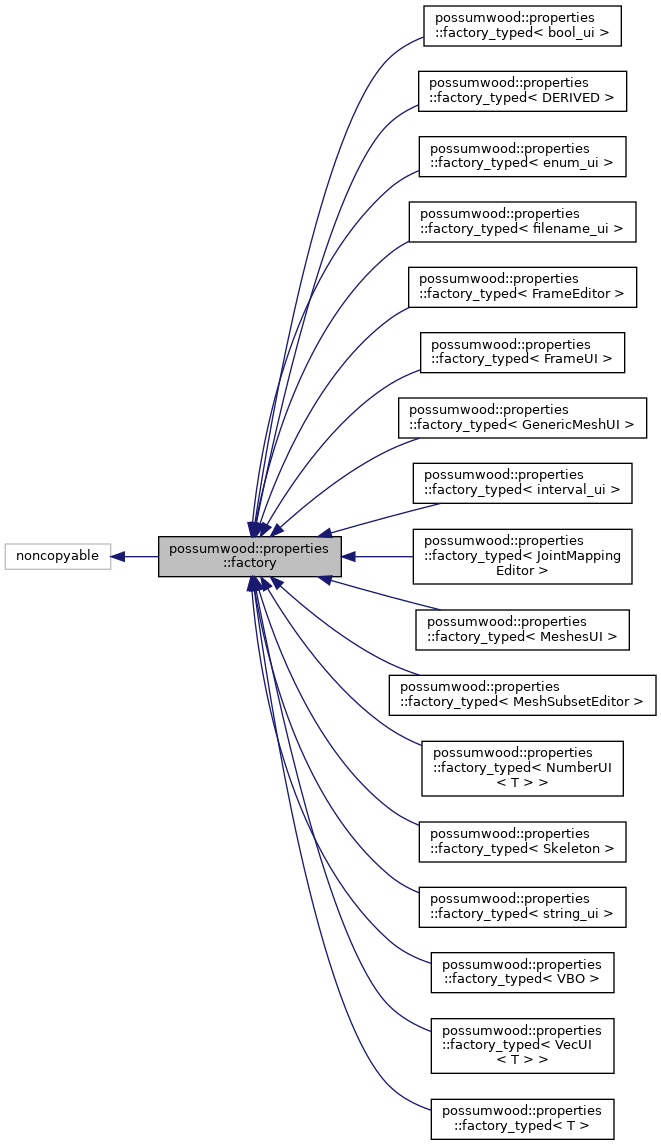 possumwood::properties
::factory_typed< bool_ui >
possumwood::properties
::factory_typed< DERIVED >
possumwood::properties
::factory_typed< enum_ui >
possumwood::properties
::factory_typed< filename_ui >
possumwood::properties
::factory_typed< FrameEditor >
possumwood::properties
::factory_typed< FrameUI >
possumwood::properties
::factory_typed< GenericMeshUI >
possumwood::properties
::factory_typed< interval_ui >
noncopyable
possumwood::properties
::factory
possumwood::properties
::factory_typed< JointMapping
Editor >
possumwood::properties
::factory_typed< MeshesUI >
possumwood::properties
::factory_typed< MeshSubsetEditor >
possumwood::properties
::factory_typed< NumberUI
< T > >
possumwood::properties
::factory_typed< Skeleton >
possumwood::properties
::factory_typed< string_ui >
possumwood::properties
::factory_typed< VBO >
possumwood::properties
::factory_typed< VecUI
< T > >
possumwood::properties
::factory_typed< T >